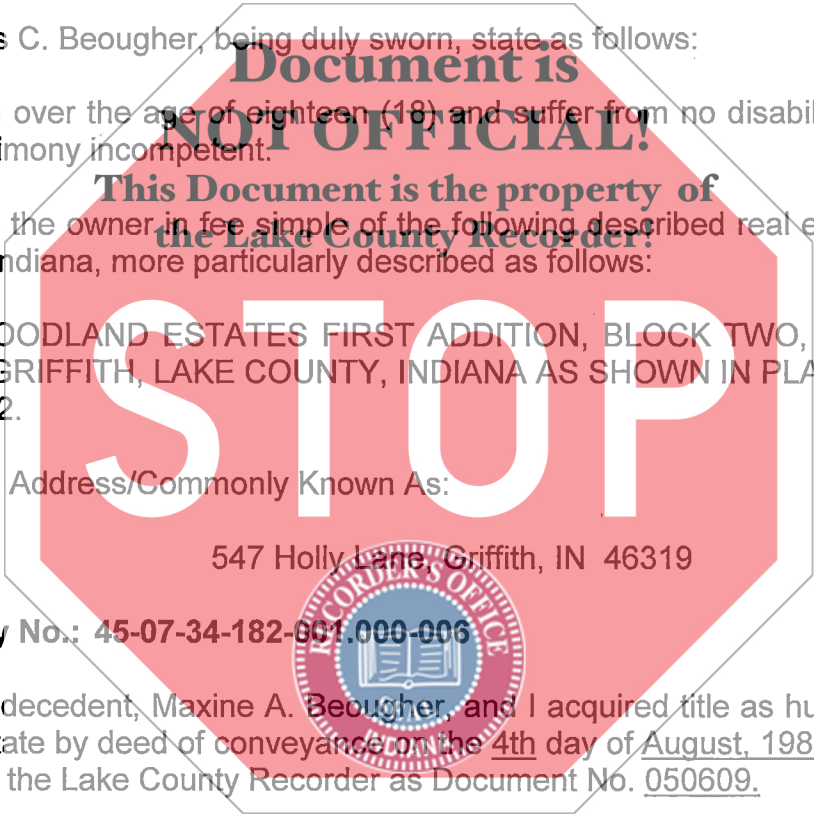 s C. Beougher, being duly sworn, state as follows:
Document is
over the age of eighteen (18) and suffer from no disabil
NOT OFFICIAL!
imony incompetent.
This Document is the property of
the owner in fee simple of the following described real e
the Lake County Recorder!
ndiana, more particularly described as follows:
STOP
OODLAND ESTATES FIRST ADDITION, BLOCK TWO,
GRIFFITH, LAKE COUNTY, INDIANA AS SHOWN IN PLA
2.
Address/Commonly Known As:
547 Holly Lane, Griffith, IN 46319
RECORDER'S OFFICE
y No.: 45-07-34-182-001.000-006
decedent, Maxine A. Beougher, and I acquired title as hu
tate by deed of conveyance on the 4th day of August, 198
the Lake County Recorder as Document No. 050609.